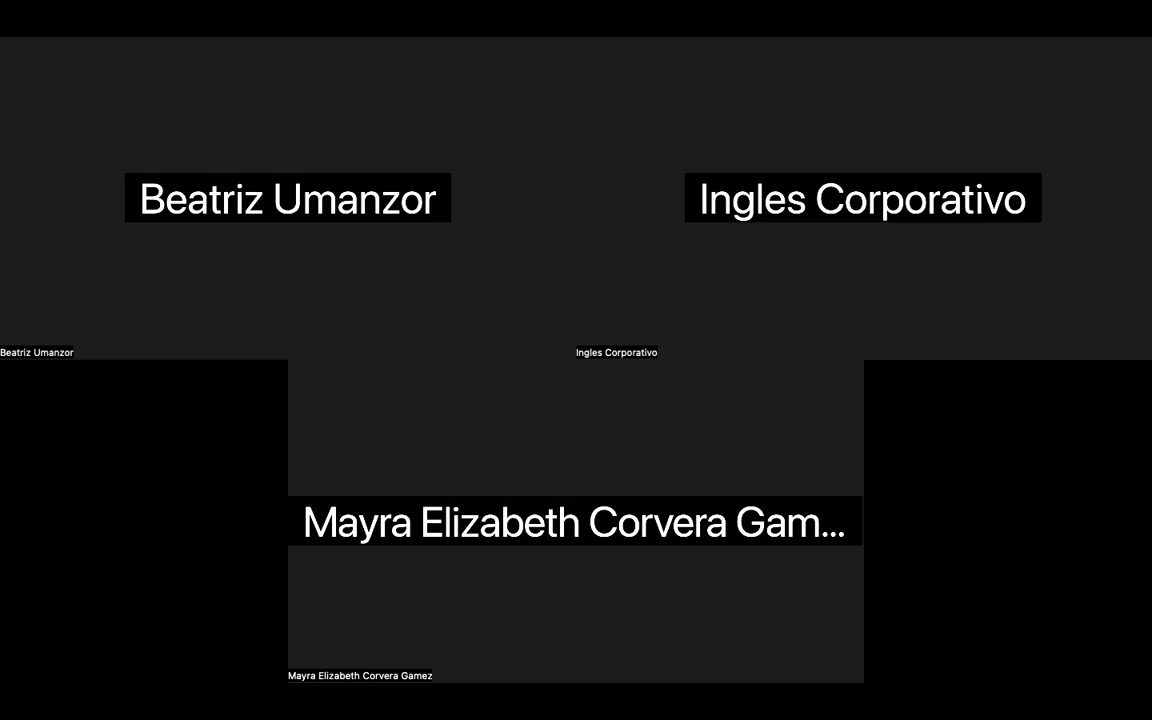 Beatriz Umanzor
Ingles Corporativo
Beatriz Umanzor
Ingles Corporativo
Mayra Elizabeth Corvera Gam...
Mayra Elizabeth Corvera Gamez